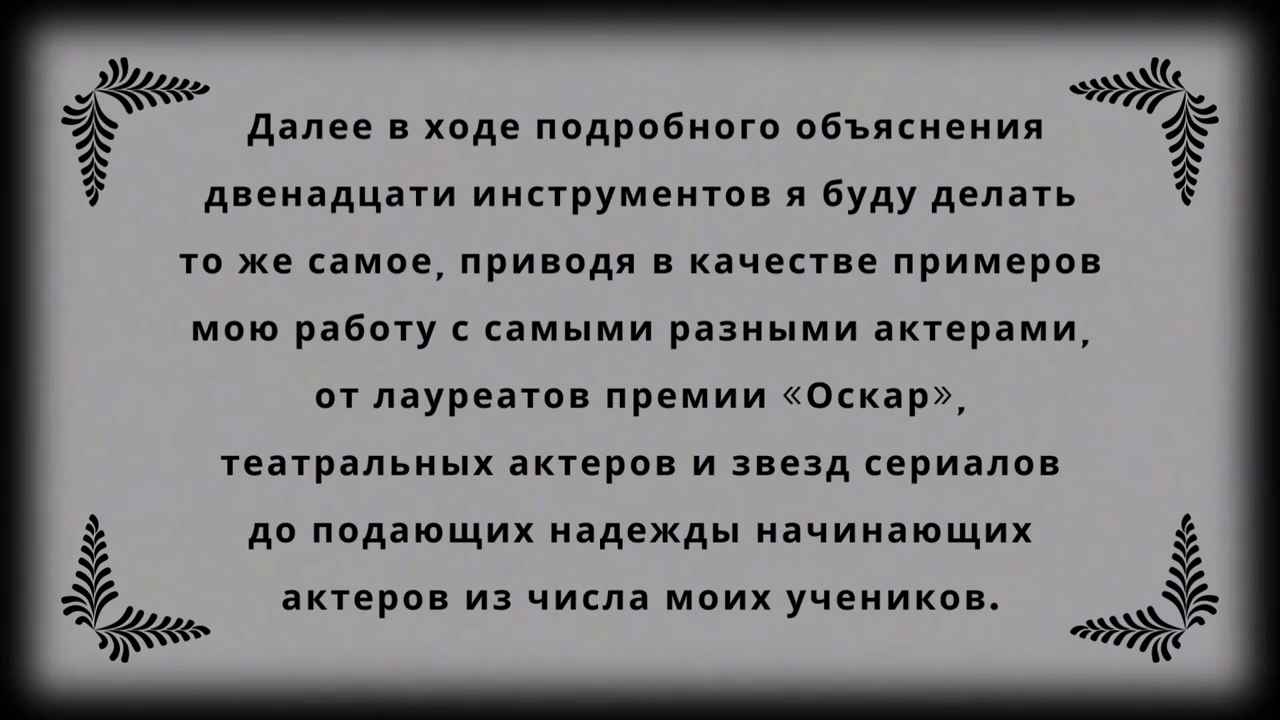 Далее в ходе подробного объяснения
двенадцати инструментов я буду делать
то же самое, приводя в качестве примеров
мою работу с самыми разными актерами,
от лауреатов премии «Оскар»,
театральных актеров и звезд сериалов
до подающих надежды начинающих
актеров из числа моих учеников.